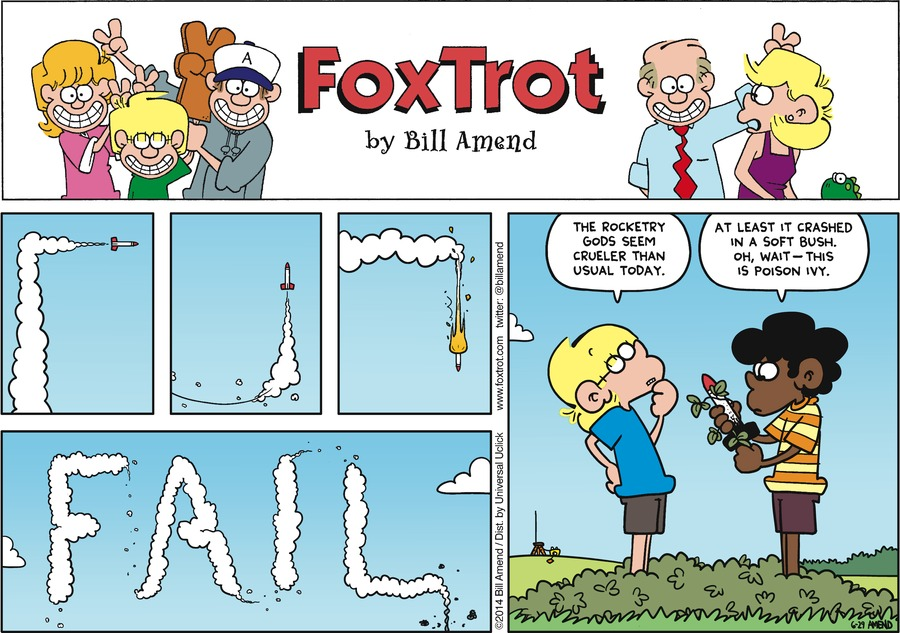 A
FoxTrot
by Bill Amend
www.foxtrot.com twitter: @billamend
FAIL
©2014 Bill Amend / Dist. by Universal Uclick
THE ROCKETRY
GODS SEEM
CRUELER THAN
USUAL TODAY.
AT LEAST IT CRASHED
IN A SOFT BUSH.
OH, WAIT — THIS
IS POISON IVY.
6-29 AMEND